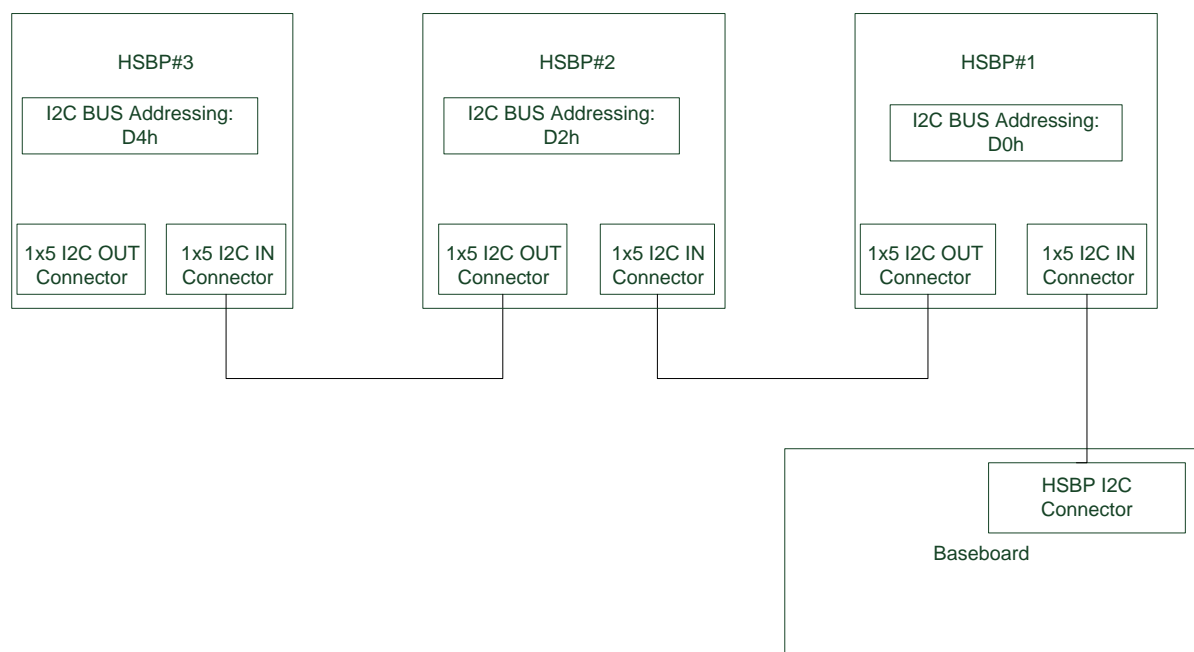 HSBP#3
I2C BUS Addressing:
D4h
1x5 I2C OUT
Connector
1x5 I2C IN
Connector
HSBP#2
I2C BUS Addressing:
D2h
1x5 I2C OUT
Connector
1x5 I2C IN
Connector
HSBP#1
I2C BUS Addressing:
D0h
1x5 I2C OUT
Connector
1x5 I2C IN
Connector
HSBP I2C
Connector
Baseboard